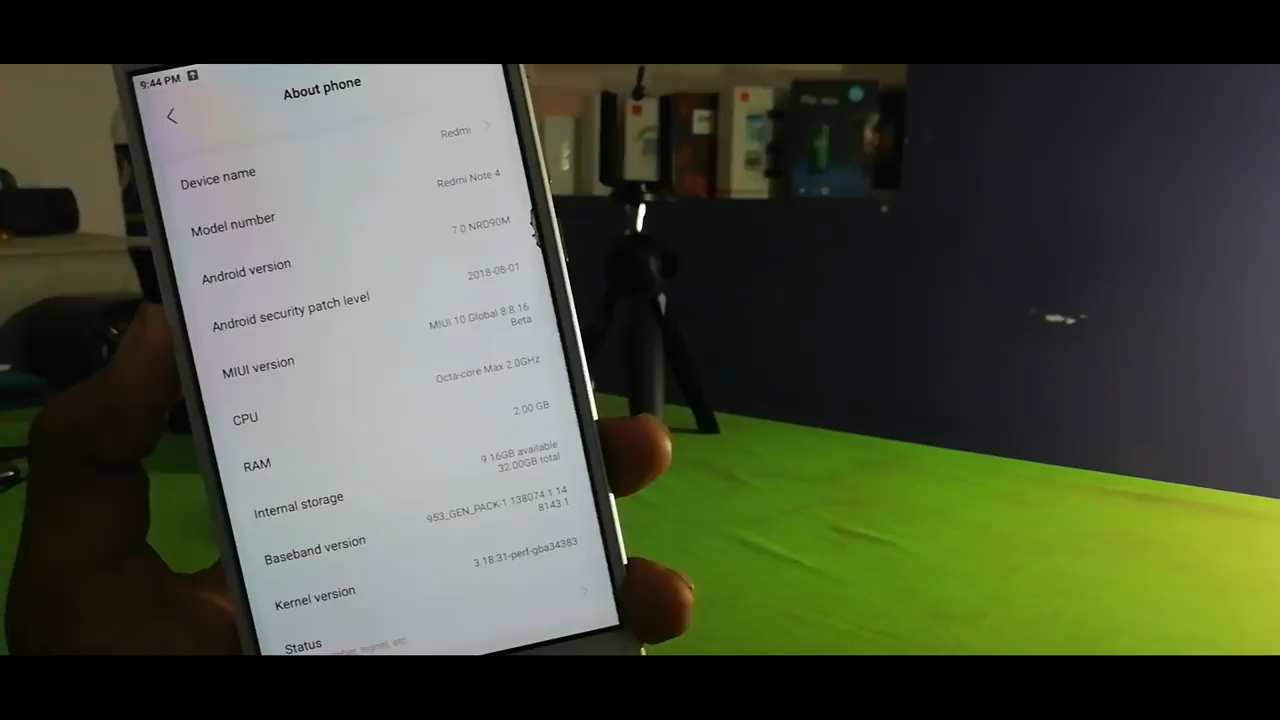 9:44 PM
About phone
Device name Redmi
Model number Redmi Note 4
Android version 7.0 NRD90M
Android security patch level 2018-08-01
MIUI version MIUI 10 Global 8.8.16
Beta
CPU Octa-core Max 2.0GHz
RAM 2.00 GB
Internal storage 9.16GB available
32.00GB total
Baseband version 953_GEN_PACK-1.138074.1.14
8143.1
Kernel version 3.18.31-perf-gba34383
Status